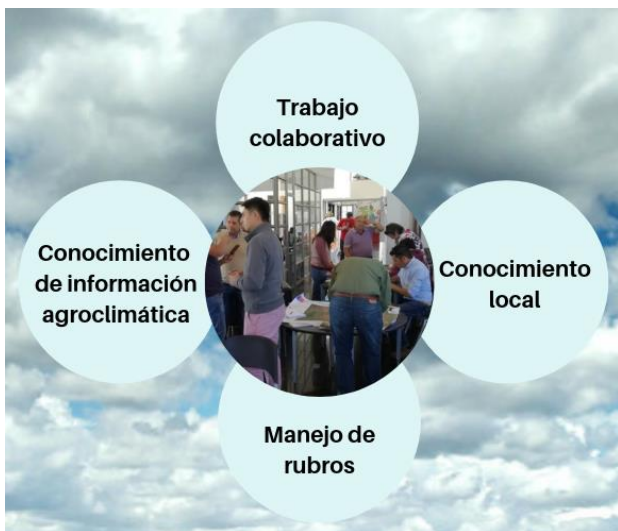 Trabajo
colaborativo
Conocimiento
de información
agroclimática
Conocimiento
local
Manejo de
rubros